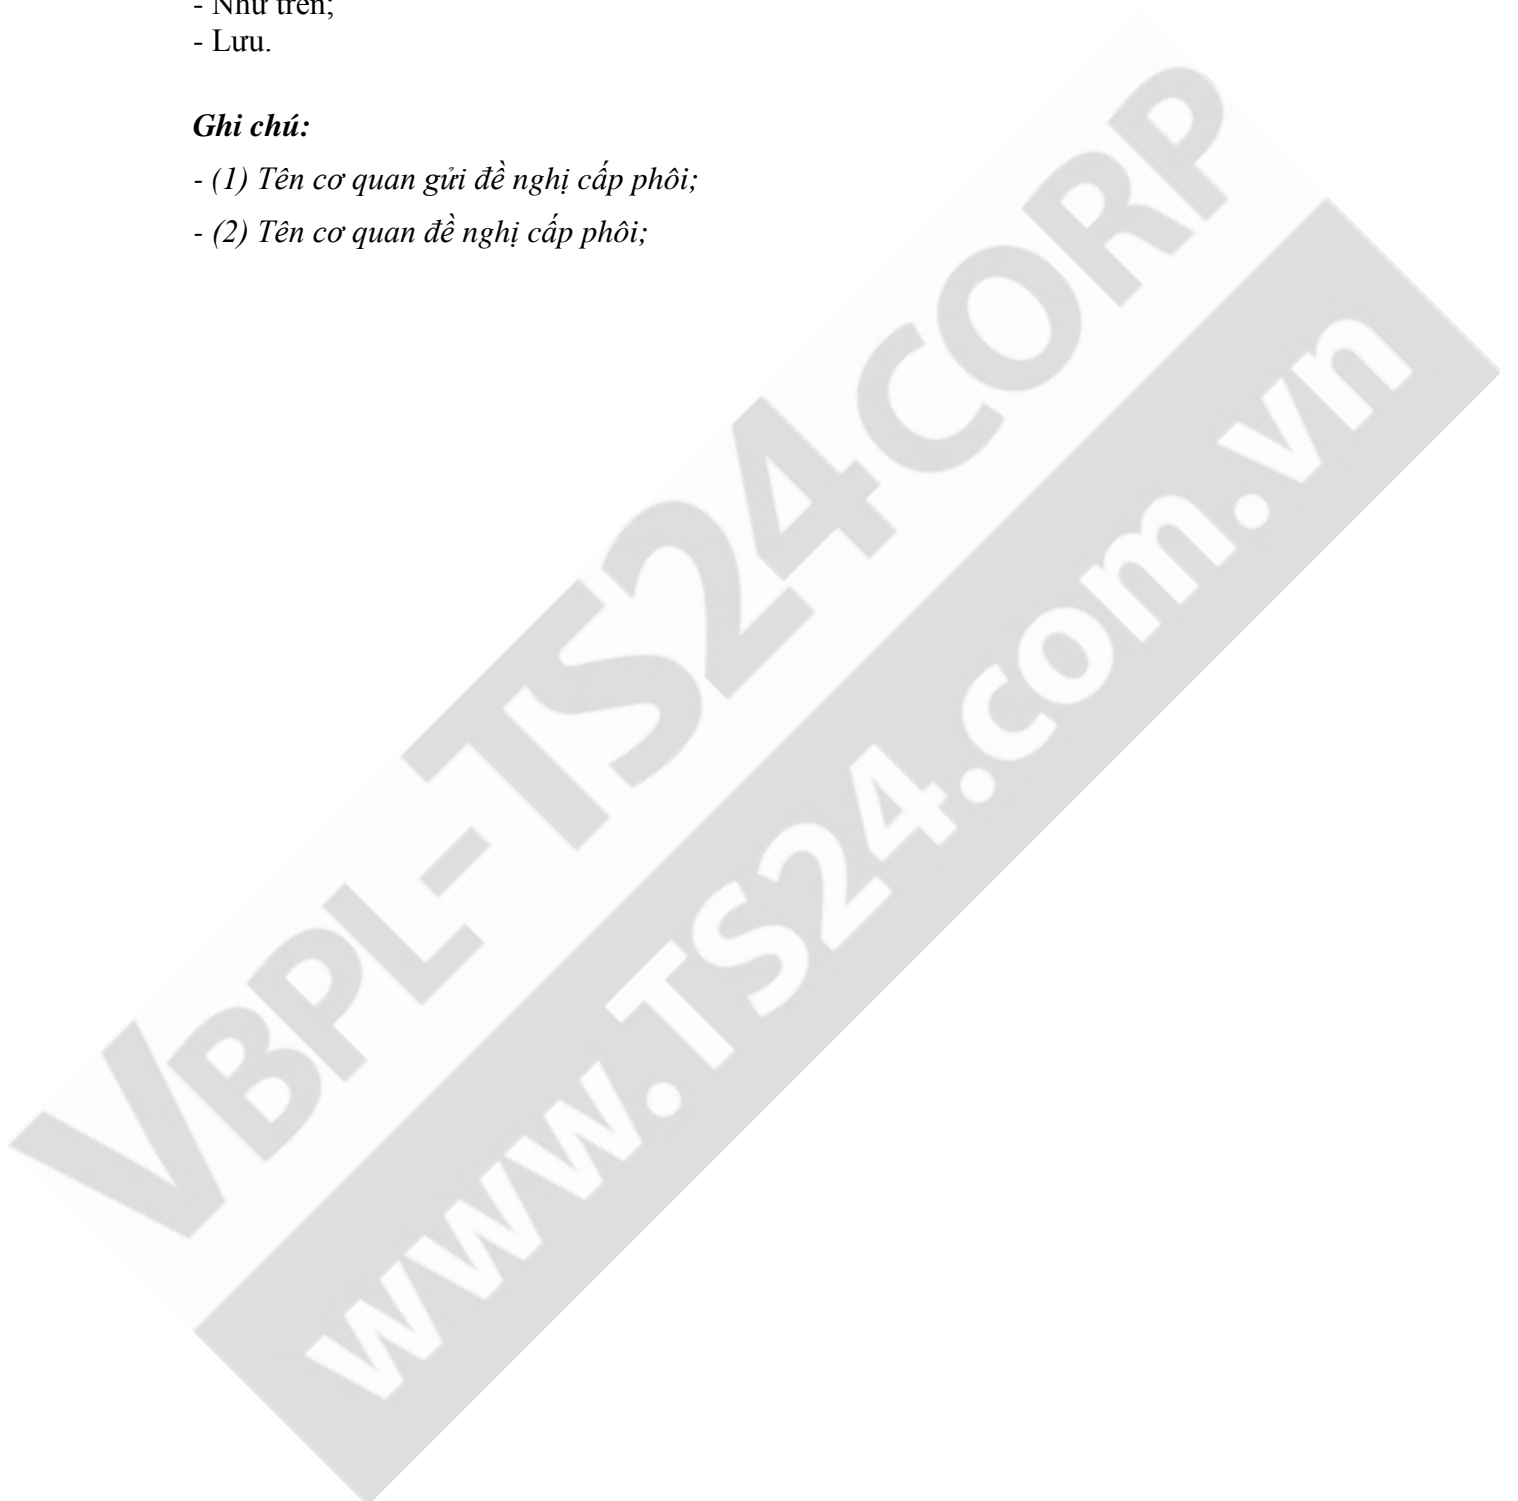 - Như trên;
- Lưu.
Ghi chú:
- (1) Tên cơ quan gửi đề nghị cấp phôi;
- (2) Tên cơ quan đề nghị cấp phôi;
VBPL-TS24CORP
www.TS24.com.vn